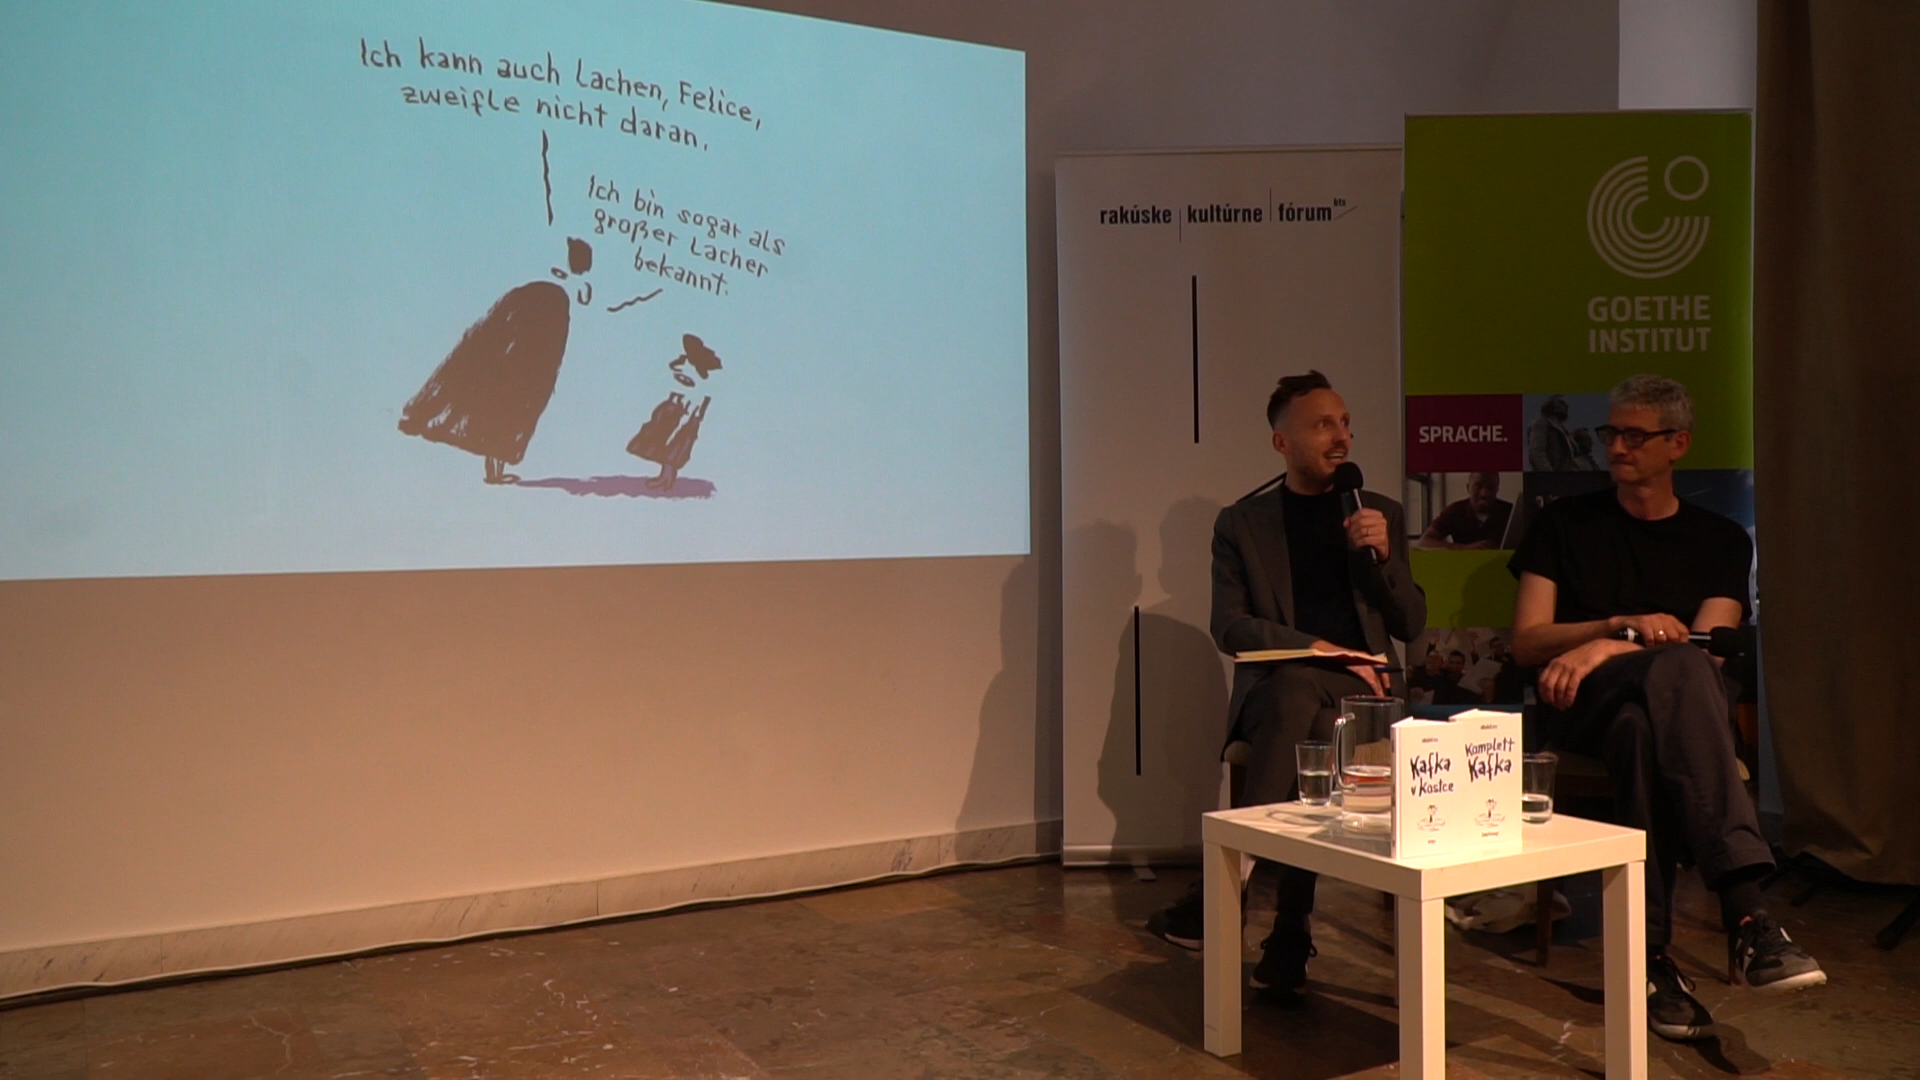 Ich kann auch Lachen, Felice,
zweifle nicht daran.
Ich bin sogar als
großer Lacher
bekannt.
rakúske kultúrne fórum bts
GOETHE
INSTITUT
SPRACHE.
Kafka
v kostce
Komplett
Kafka